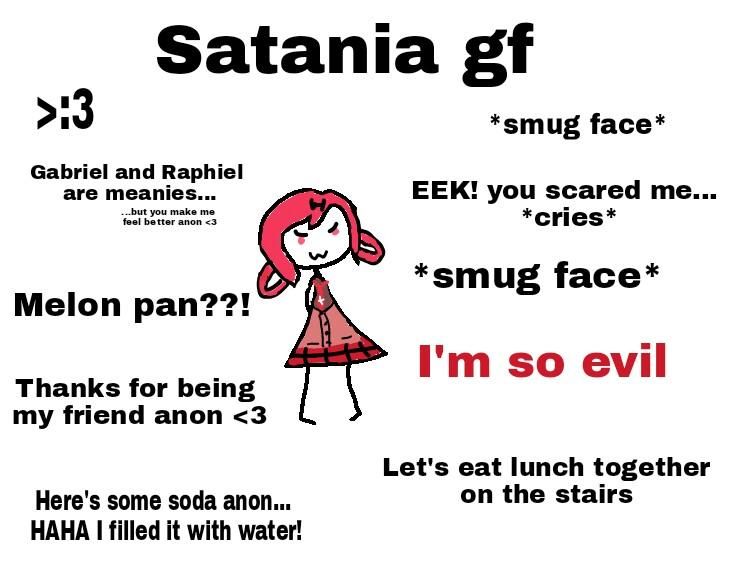 Satania gf
>:3
*smug face*
Gabriel and Raphiel
are meanies...
...but you make me
feel better anon <3
EEK! you scared me...
*cries*
*smug face*
Melon pan??!
I'm so evil
Thanks for being
my friend anon <3
Let's eat lunch together
on the stairs
Here's some soda anon...
HAHA I filled it with water!